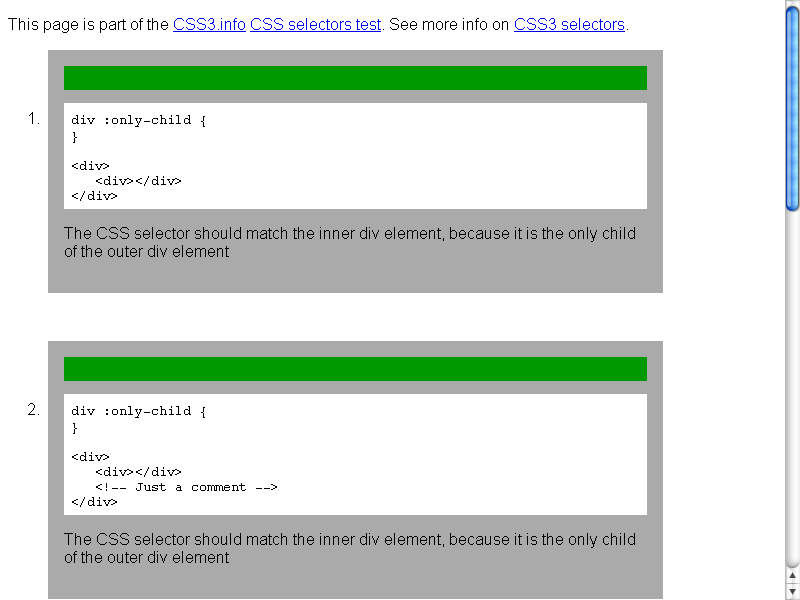 This page is part of the CSS3.info CSS selectors test. See more info on CSS3 selectors.
1.
div :only-child {
}
<div>
   <div></div>
</div>
The CSS selector should match the inner div element, because it is the only child
of the outer div element
2.
div :only-child {
}
<div>
   <div></div>
   <!-- Just a comment -->
</div>
The CSS selector should match the inner div element, because it is the only child
of the outer div element